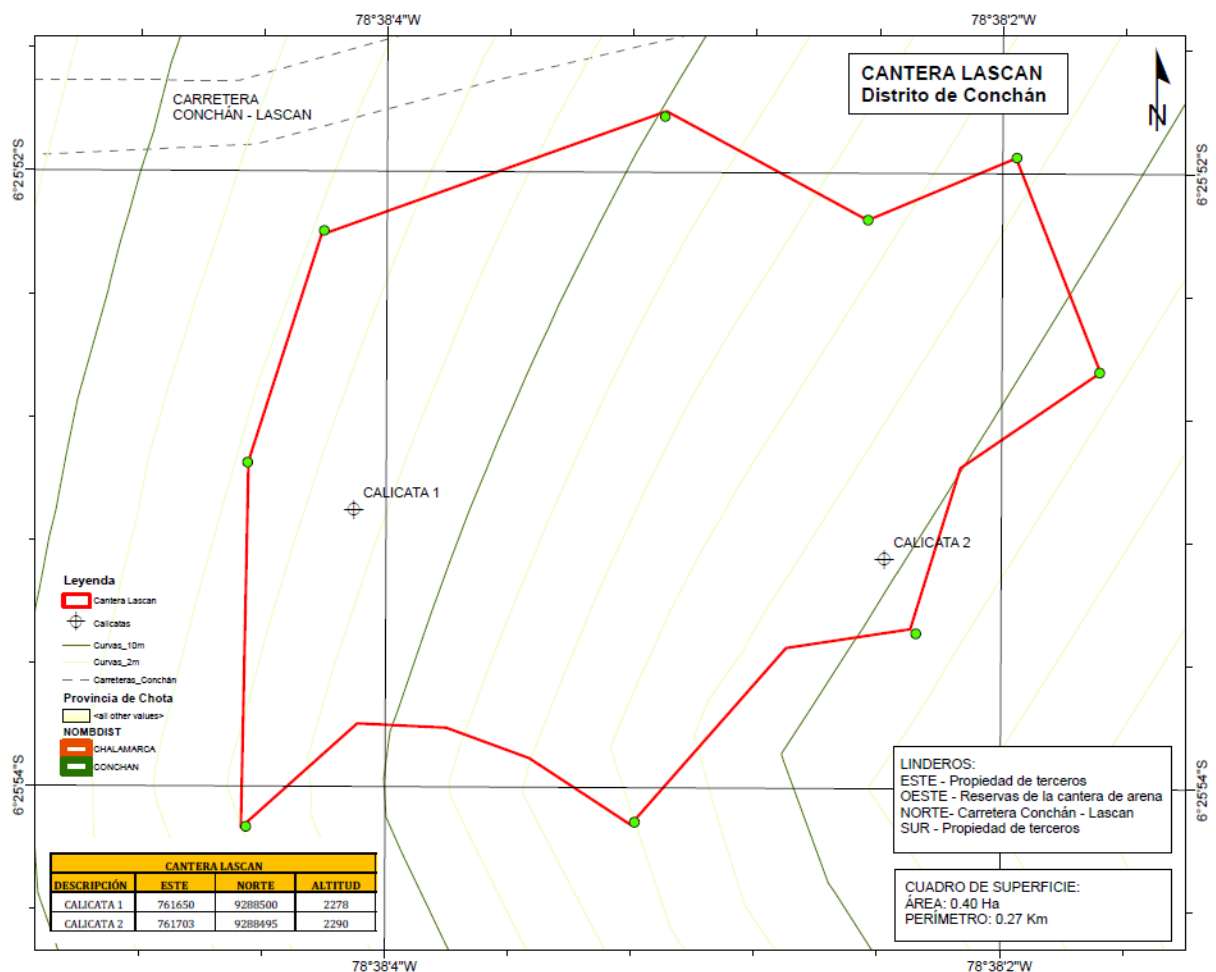 78°38'4"W
78°38'2"W
CANTERA LASCAN
Distrito de Conchán
N
CARRETERA
CONCHÁN - LASCAN
6°25'52"S
6°25'52"S
CALICATA 1
CALICATA 2
Leyenda
Cantera Lascan
Calicatas
Curvas_10m
Curvas_2m
Carreteras_Conchán
Provincia de Chota
<all other values>
NOMBDIST
CHALAMARCA
CONCHAN
6°25'54"S
6°25'54"S
LINDEROS:
ESTE - Propiedad de terceros
OESTE - Reservas de la cantera de arena
NORTE- Carretera Conchán - Lascan
SUR - Propiedad de terceros
CANTERA LASCAN
DESCRIPCIÓN ESTE NORTE ALTITUD
CALICATA 1 761650 9288500 2278
CALICATA 2 761703 9288495 2290
CUADRO DE SUPERFICIE:
ÁREA: 0.40 Ha
PERÍMETRO: 0.27 Km
78°38'4"W
78°38'2"W